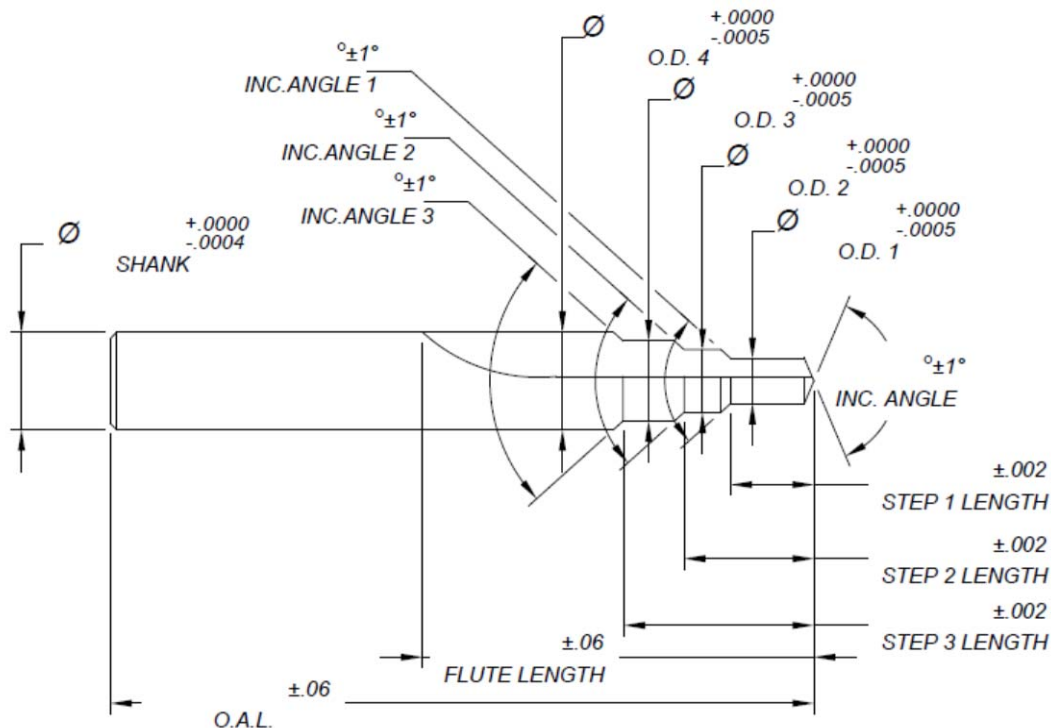 Ø +.0000
-.0005
O.D. 4
°±1°
INC.ANGLE 1
Ø +.0000
-.0005
O.D. 3
°±1°
INC.ANGLE 2
Ø +.0000
-.0005
O.D. 2
°±1°
INC.ANGLE 3
Ø +.0000
-.0005
O.D. 1
Ø +.0000
-.0004
SHANK
°±1°
INC. ANGLE
±.002
STEP 1 LENGTH
±.002
STEP 2 LENGTH
±.002
STEP 3 LENGTH
±.06
FLUTE LENGTH
±.06
O.A.L.